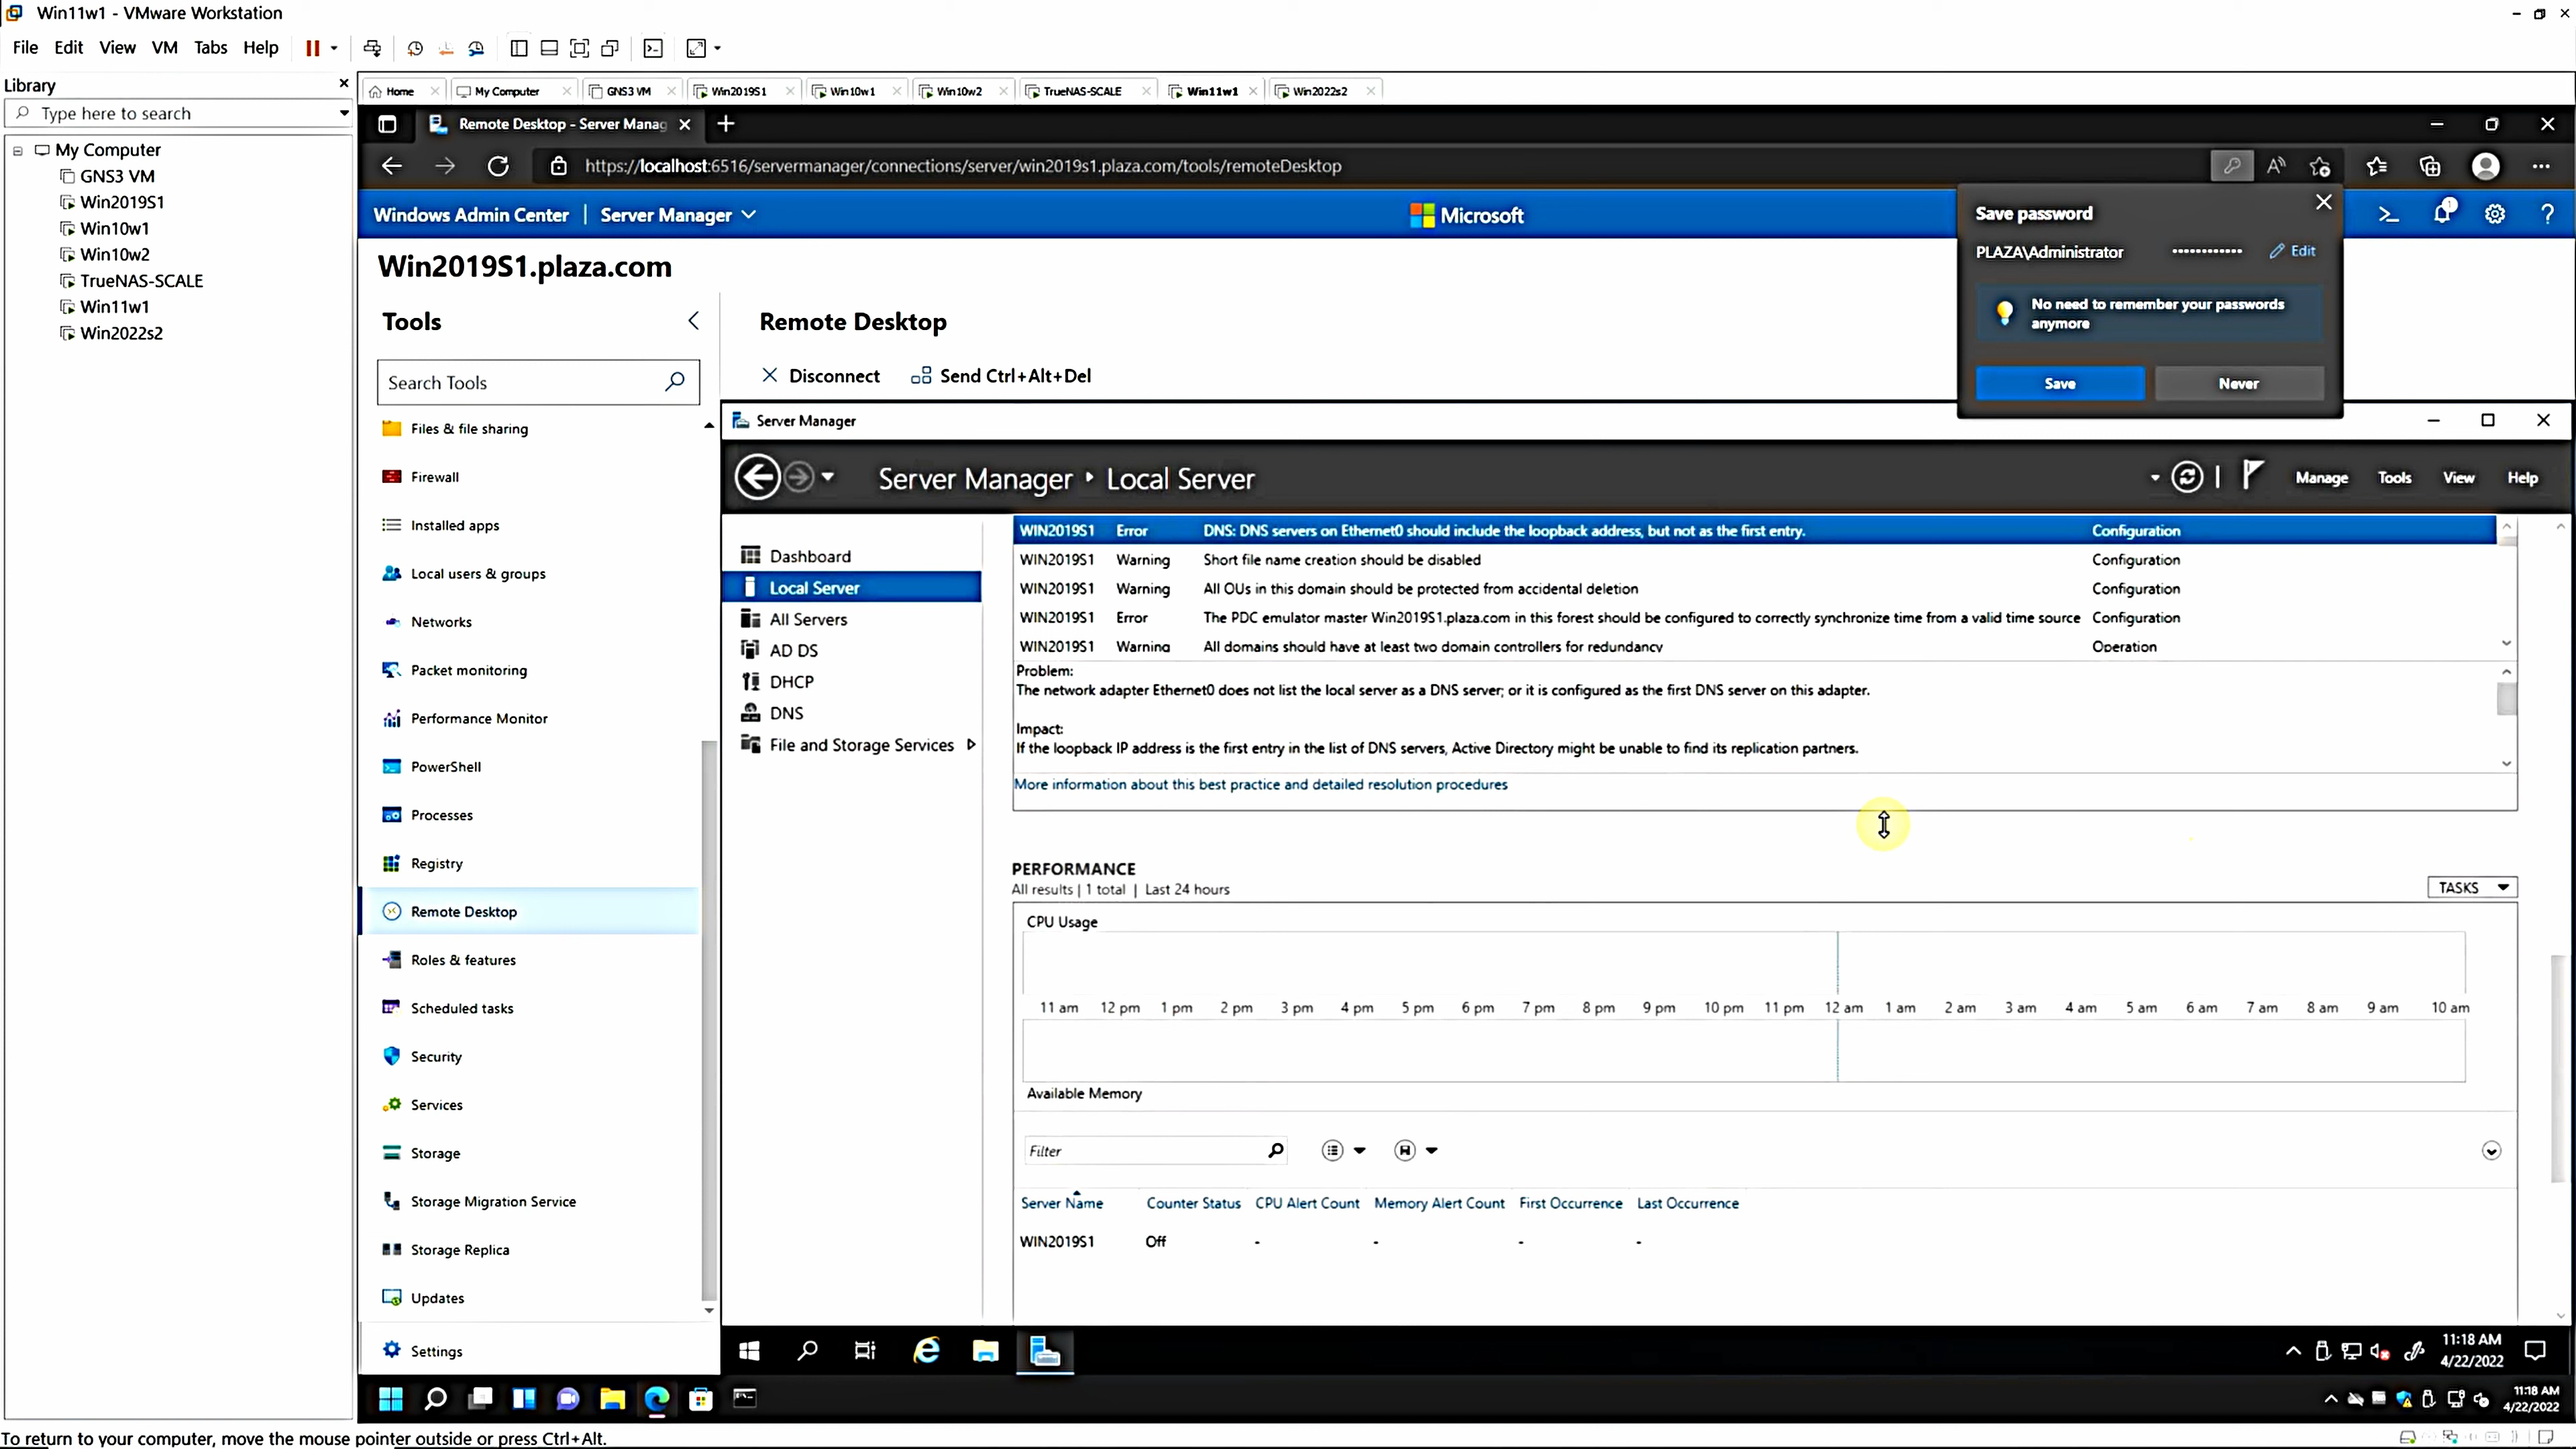 Win11w1 - VMware Workstation
File Edit View VM Tabs Help
Library
Type here to search
My Computer
GNS3 VM
Win2019S1
Win10w1
Win10w2
TrueNAS-SCALE
Win11w1
Win2022s2
Home My Computer GNS3 VM Win2019S1 Win10w1 Win10w2 TrueNAS-SCALE Win11w1 Win2022s2
Remote Desktop - Server Manag
https://localhost:6516/servermanager/connections/server/win2019s1.plaza.com/tools/remoteDesktop
Windows Admin Center | Server Manager Microsoft
Save password
PLAZA\Administrator •••••••••••• Edit
No need to remember your passwords
anymore
Save Never
Win2019S1.plaza.com
Tools
Search Tools
Files & file sharing
Firewall
Installed apps
Local users & groups
Networks
Packet monitoring
Performance Monitor
PowerShell
Processes
Registry
Remote Desktop
Roles & features
Scheduled tasks
Security
Services
Storage
Storage Migration Service
Storage Replica
Updates
Settings
Remote Desktop
Disconnect Send Ctrl+Alt+Del
Server Manager
Server Manager Local Server
Manage Tools View Help
Dashboard
Local Server
All Servers
AD DS
DHCP
DNS
File and Storage Services
WIN2019S1 Error DNS: DNS servers on Ethernet0 should include the loopback address, but not as the first entry. Configuration
WIN2019S1 Warning Short file name creation should be disabled Configuration
WIN2019S1 Warning All OUs in this domain should be protected from accidental deletion Configuration
WIN2019S1 Error The PDC emulator master Win2019S1.plaza.com in this forest should be configured to correctly synchronize time from a valid time source Configuration
WIN2019S1 Warning All domains should have at least two domain controllers for redundancy Operation
Problem:
The network adapter Ethernet0 does not list the local server as a DNS server; or it is configured as the first DNS server on this adapter.
Impact:
If the loopback IP address is the first entry in the list of DNS servers, Active Directory might be unable to find its replication partners.
More information about this best practice and detailed resolution procedures
PERFORMANCE
All results | 1 total | Last 24 hours
TASKS
CPU Usage
11 am 12 pm 1 pm 2 pm 3 pm 4 pm 5 pm 6 pm 7 pm 8 pm 9 pm 10 pm 11 pm 12 am 1 am 2 am 3 am 4 am 5 am 6 am 7 am 8 am 9 am 10 am
Available Memory
Filter
Server Name Counter Status CPU Alert Count Memory Alert Count First Occurrence Last Occurrence
WIN2019S1 Off - - - -
11:18 AM
4/22/2022
11:18 AM
4/22/2022
To return to your computer, move the mouse pointer outside or press Ctrl+Alt.